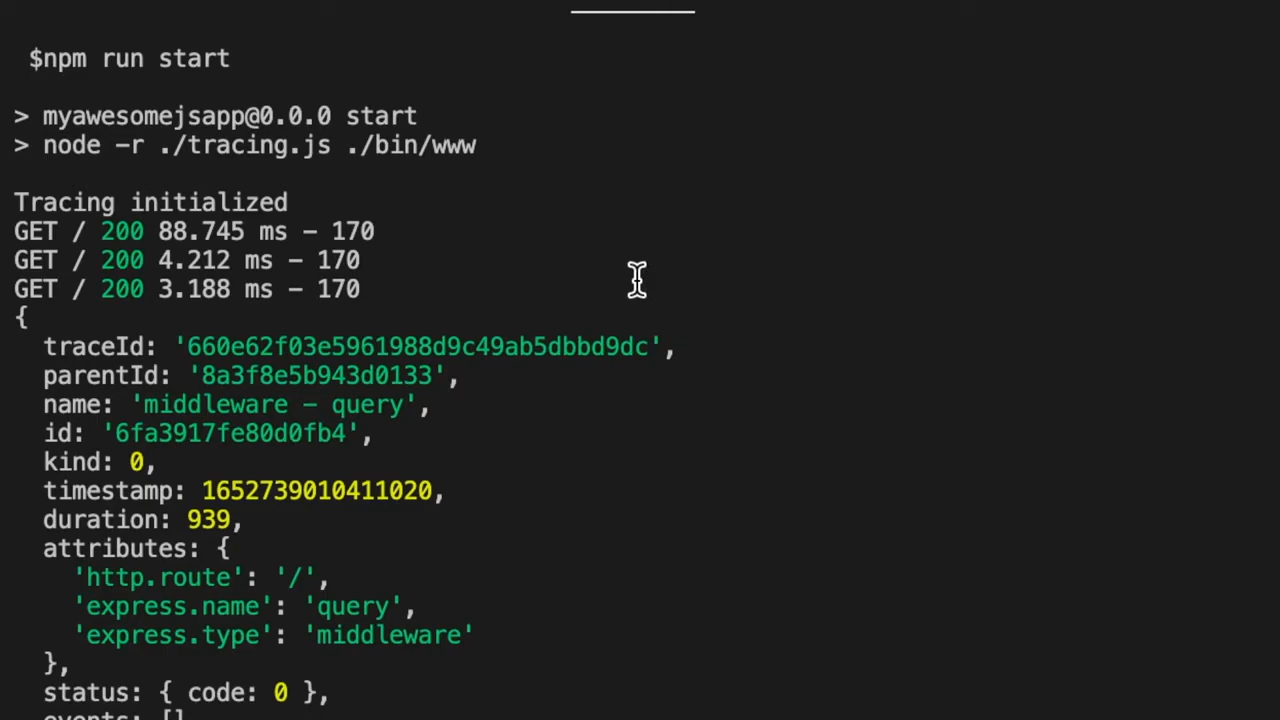 $npm run start
> myawesomejsapp@0.0.0 start
> node -r ./tracing.js ./bin/www
Tracing initialized
GET / 200 88.745 ms - 170
GET / 200 4.212 ms - 170
GET / 200 3.188 ms - 170
{
traceId: '660e62f03e5961988d9c49ab5dbbd9dc',
parentId: '8a3f8e5b943d0133',
name: 'middleware - query',
id: '6fa3917fe80d0fb4',
kind: 0,
timestamp: 1652739010411020,
duration: 939,
attributes: {
'http.route': '/',
'express.name': 'query',
'express.type': 'middleware'
},
status: { code: 0 },
events: []